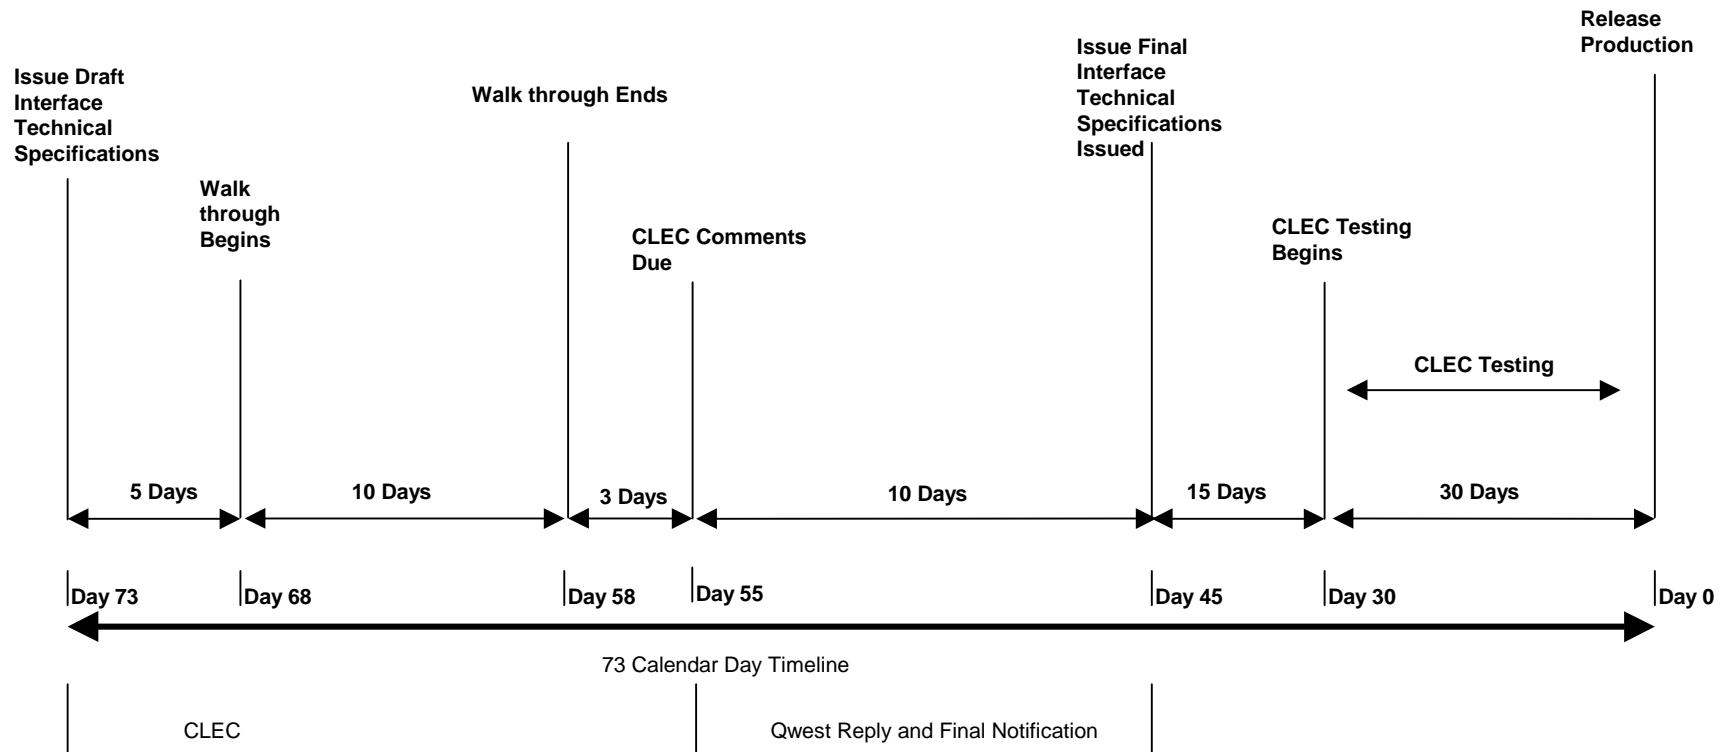 Release
Production
Issue Final
Interface
Technical
Specifications
Issued
Issue Draft
Interface
Technical
Specifications
Walk through Ends
Walk
through
Begins
CLEC Comments
Due
CLEC Testing
Begins
CLEC Testing
5 Days
10 Days
3 Days
10 Days
15 Days
30 Days
Day 73
Day 68
Day 58
Day 55
Day 45
Day 30
Day 0
73 Calendar Day Timeline
CLEC
Qwest Reply and Final Notification